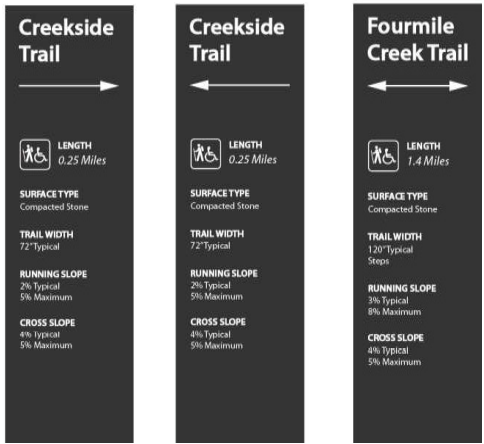 Creekside
Trail
LENGTH
0.25 Miles
SURFACE TYPE
Compacted Stone
TRAIL WIDTH
72"Typical
RUNNING SLOPE
2% Typical
5% Maximum
CROSS SLOPE
4% Typical
5% Maximum
Creekside
Trail
LENGTH
0.25 Miles
SURFACE TYPE
Compacted Stone
TRAIL WIDTH
72"Typical
RUNNING SLOPE
2% Typical
5% Maximum
CROSS SLOPE
4% Typical
5% Maximum
Fourmile
Creek Trail
LENGTH
1.4 Miles
SURFACE TYPE
Compacted Stone
TRAIL WIDTH
120"Typical
Steps
RUNNING SLOPE
3% Typical
8% Maximum
CROSS SLOPE
4% Typical
5% Maximum